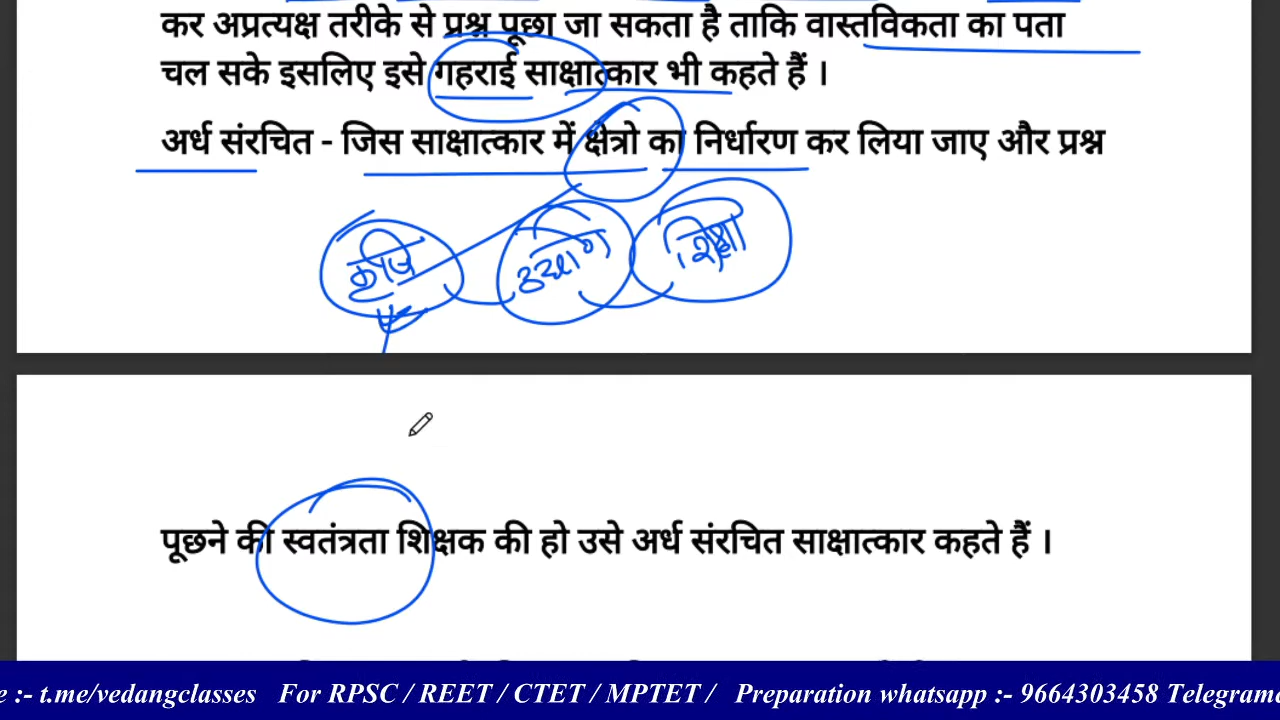 कर अप्रत्यक्ष तरीके से प्रश्न पूछा जा सकता है ताकि वास्तविकता का पता
चल सके इसलिए इसे गहराई साक्षात्कार भी कहते हैं ।
अर्ध संरचित - जिस साक्षात्कार में क्षेत्रो का निर्धारण कर लिया जाए और प्रश्न
कृषि उद्योग शिक्षा
पूछने की स्वतंत्रता शिक्षक की हो उसे अर्ध संरचित साक्षात्कार कहते हैं ।
e :- t.me/vedangclasses For RPSC / REET / CTET / MPTET / Preparation whatsapp :- 9664303458 Telegram